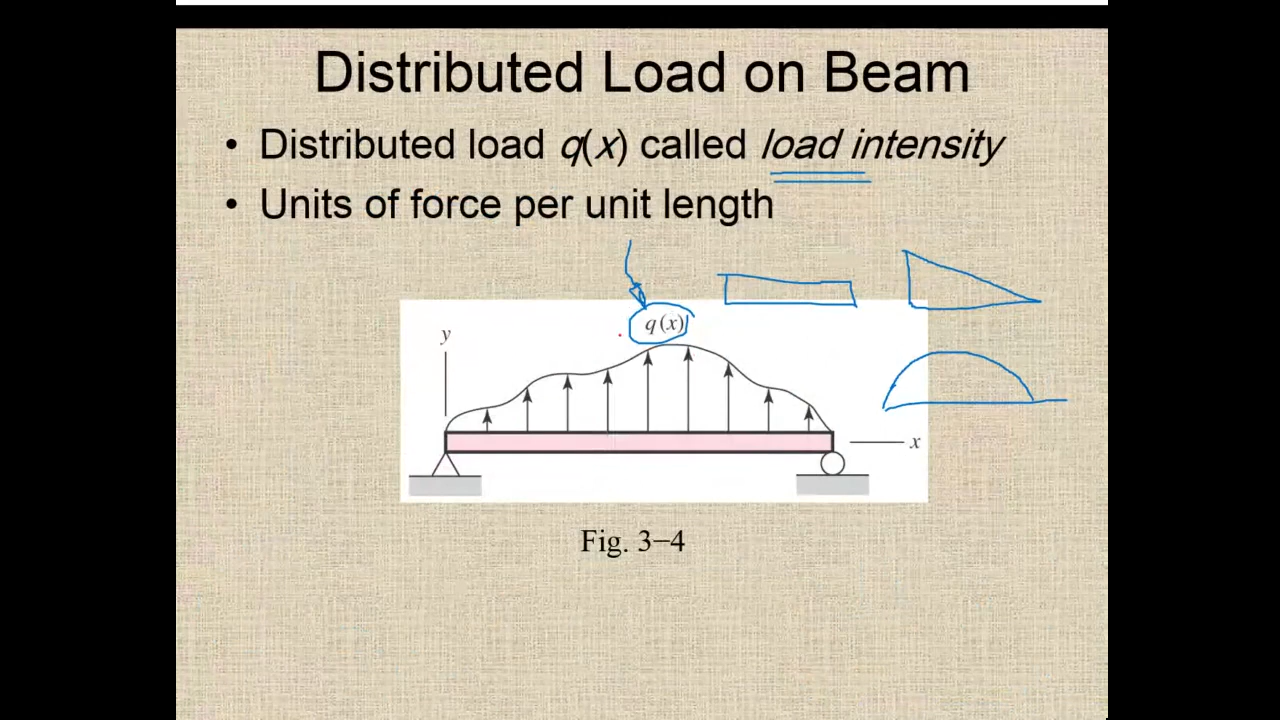 Distributed Load on Beam
• Distributed load q(x) called load intensity
• Units of force per unit length
q(x)
y
x
Fig. 3−4